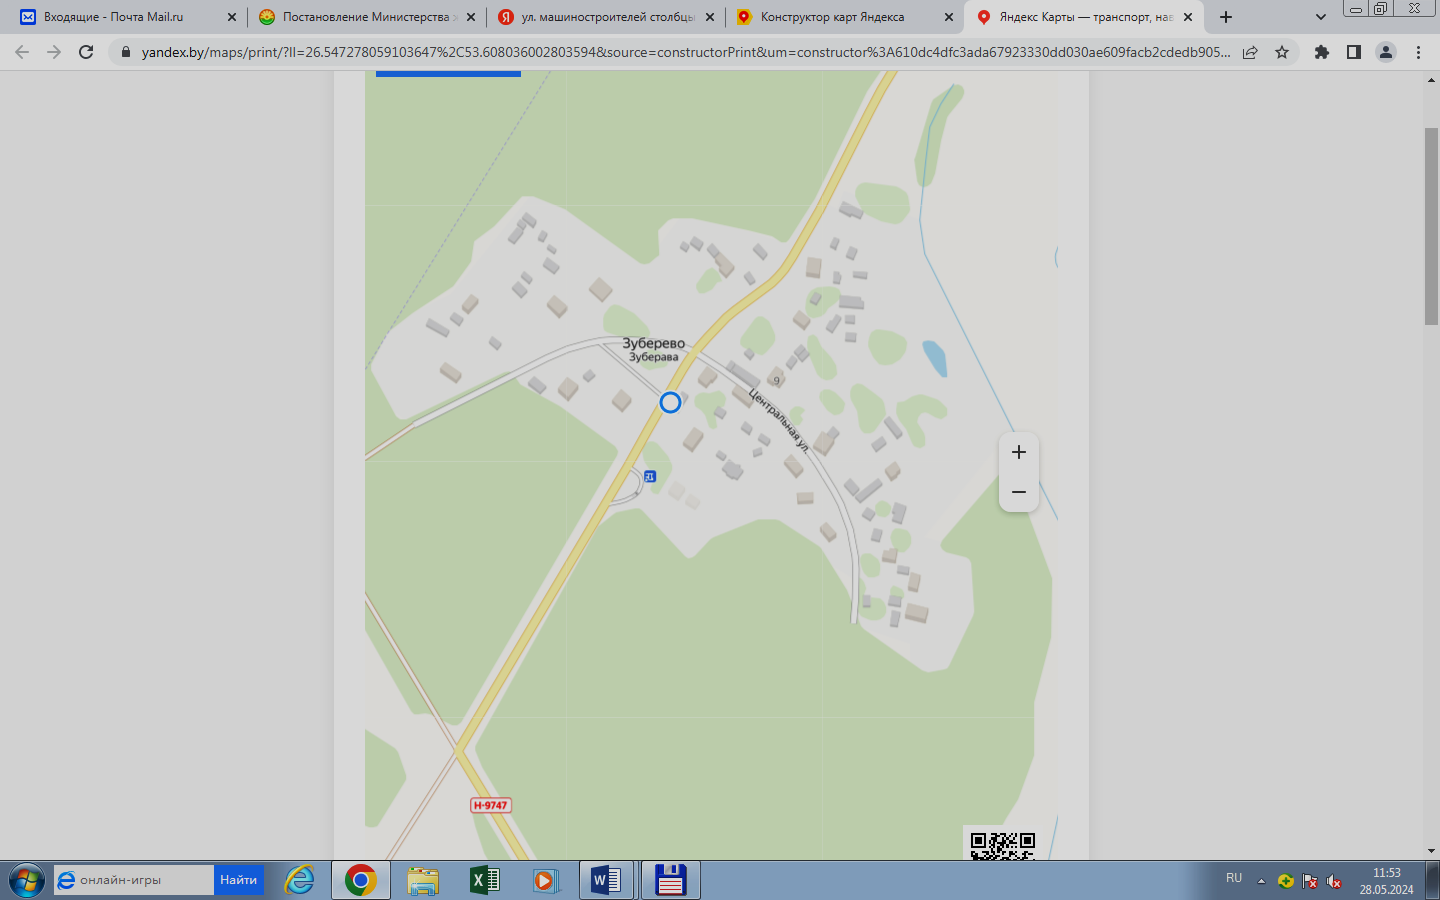 Входящие - Почта Mail.ru
Постановление Министерства
ул. машиностроителей столбцы
Конструктор карт Яндекса
Яндекс Карты — транспорт, нав
yandex.by/maps/print/?ll=26.547278059103647%2C53.608036002803594&source=constructorPrint&um=constructor%3A610dc4dfc3ada67923330dd030ae609facb2cdedb905...
Зуберево
Зуберава
9
Центральная ул.
+
−
Н-9747
онлайн-игры
Найти
RU
11:53
28.05.2024